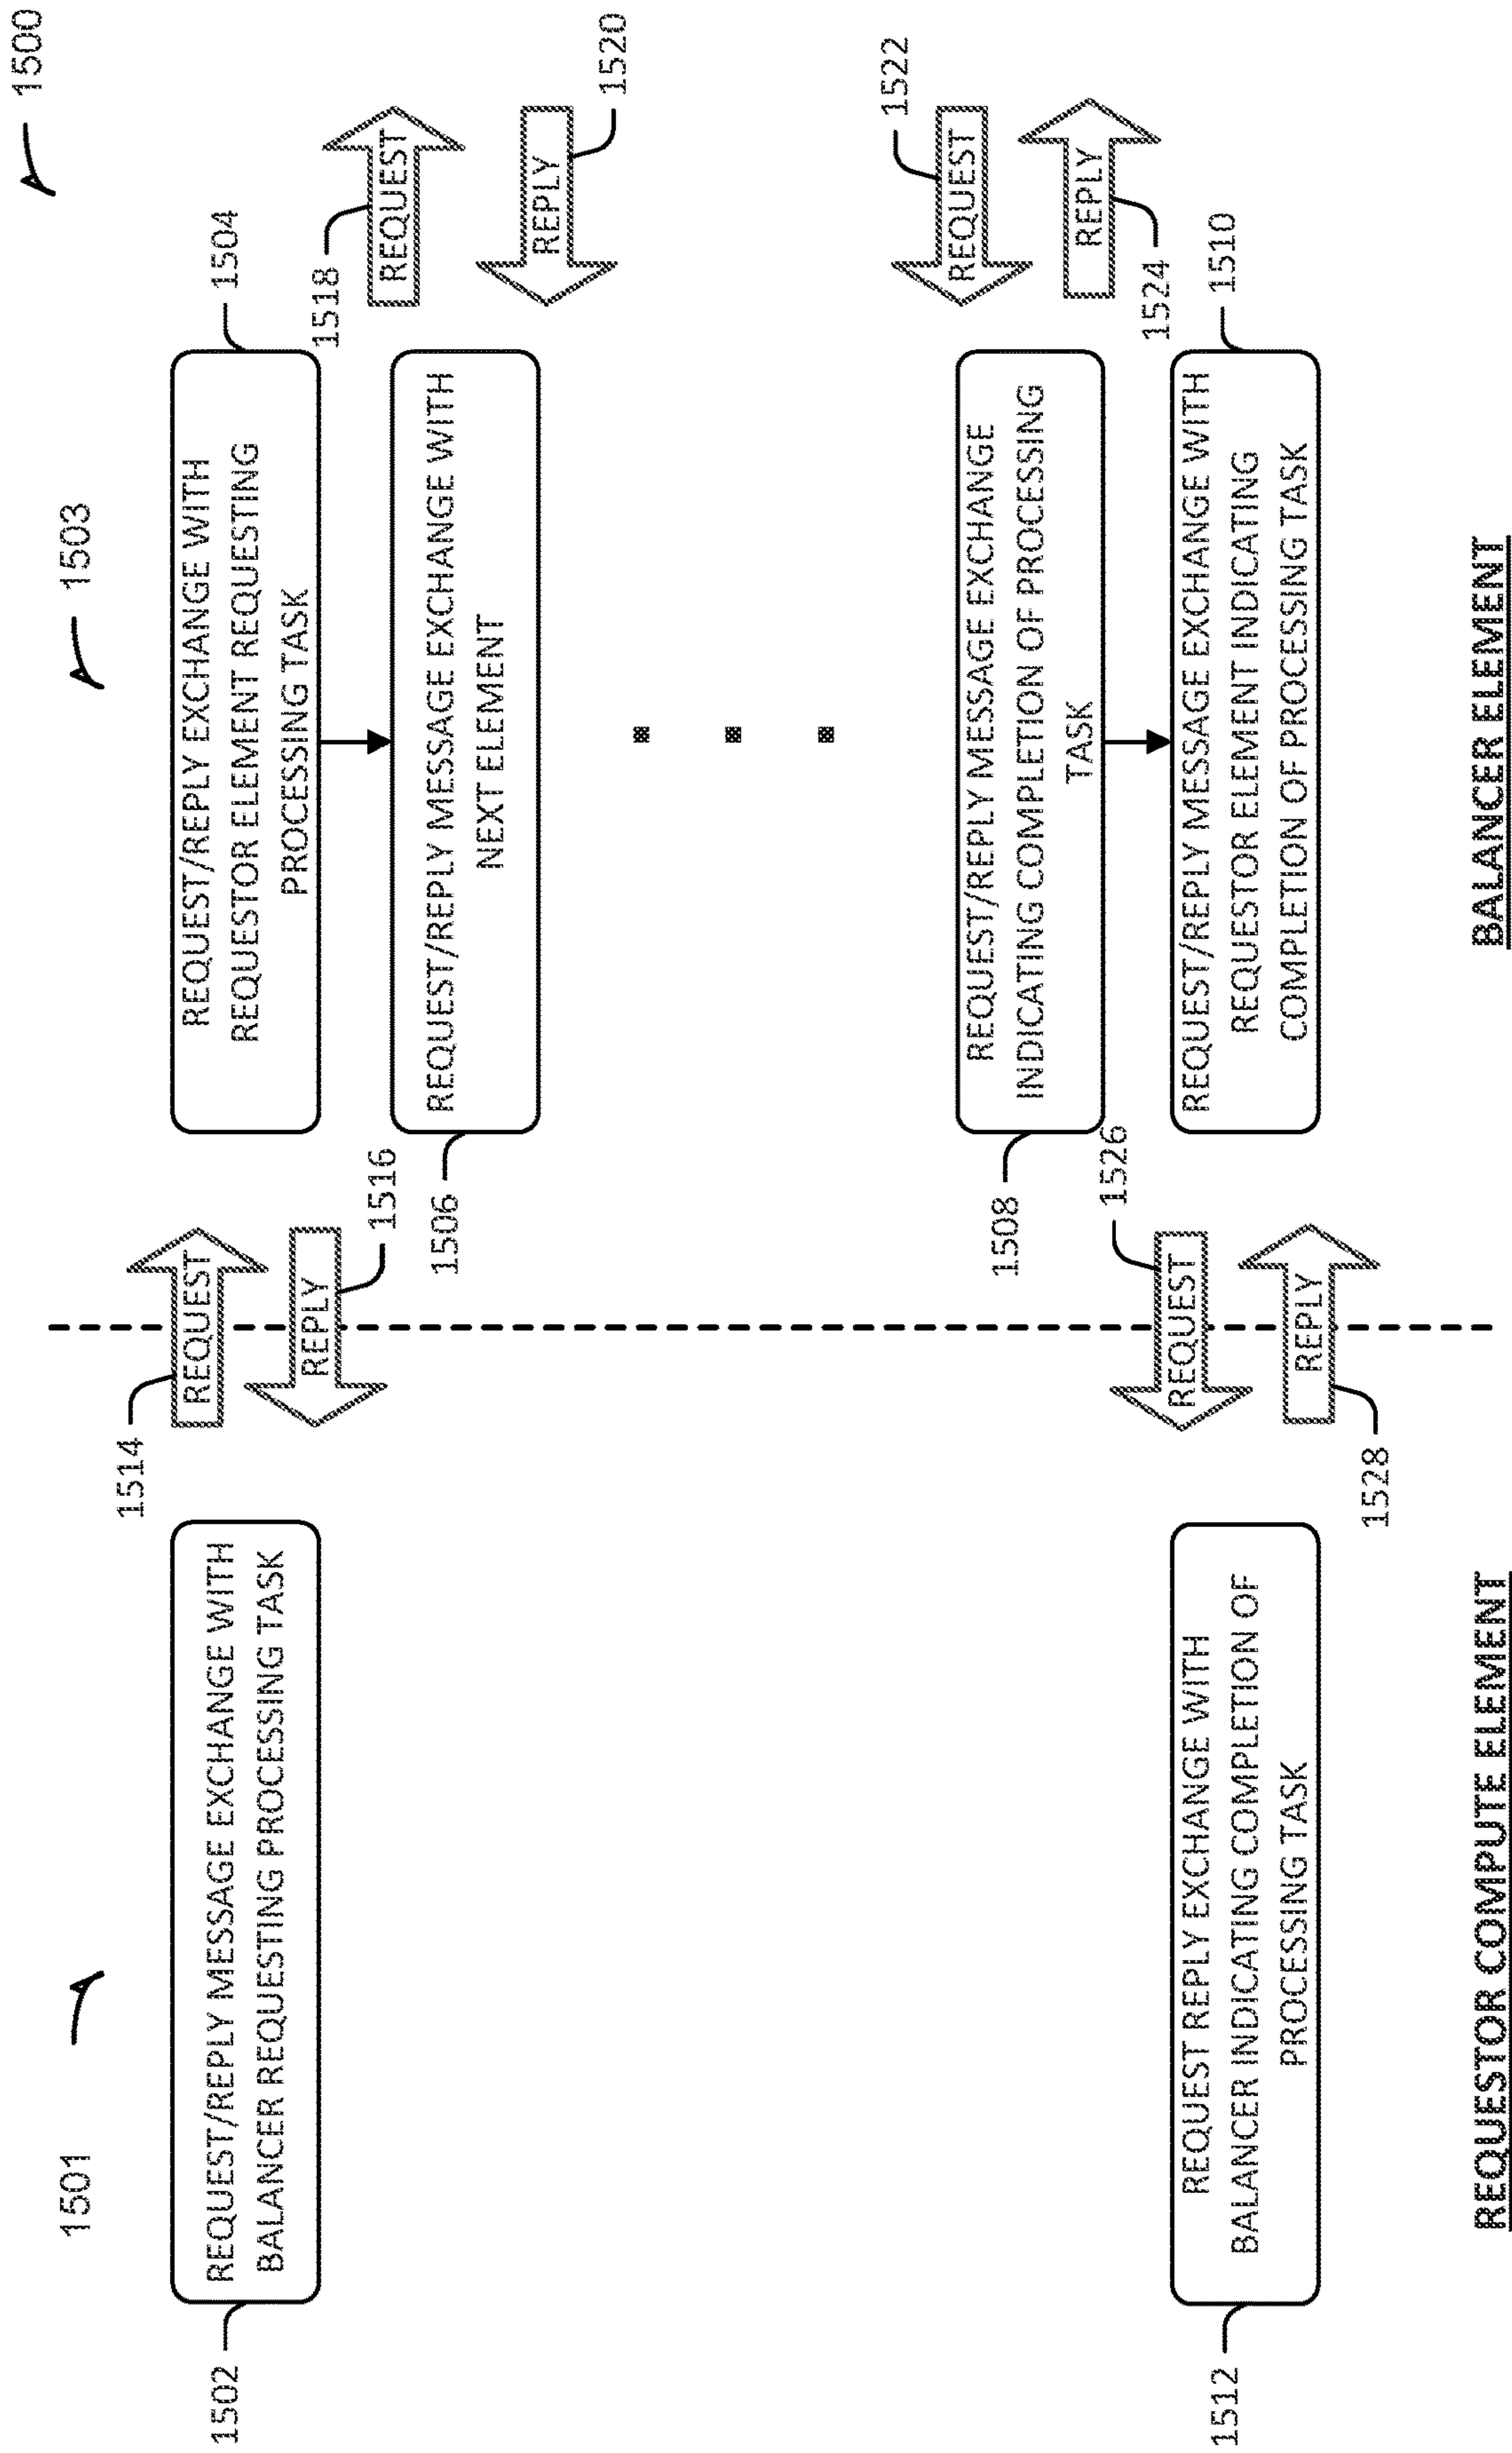 1500
1501
1503
1502
REQUEST/REPLY MESSAGE EXCHANGE WITH
BALANCER REQUESTING PROCESSING TASK
1514
REQUEST
REPLY
1516
REQUEST/REPLY EXCHANGE WITH
REQUESTOR ELEMENT REQUESTING
PROCESSING TASK
1504
1518
REQUEST
REPLY
1520
1506
REQUEST/REPLY MESSAGE EXCHANGE WITH
NEXT ELEMENT
1508
REQUEST/REPLY MESSAGE EXCHANGE
INDICATING COMPLETION OF PROCESSING
TASK
1522
REQUEST
REPLY
1524
1512
REQUEST REPLY EXCHANGE WITH
BALANCER INDICATING COMPLETION OF
PROCESSING TASK
1526
REQUEST
REPLY
1528
REQUEST/REPLY MESSAGE EXCHANGE WITH
REQUESTOR ELEMENT INDICATING
COMPLETION OF PROCESSING TASK
1510
REQUESTOR COMPUTE ELEMENT
BALANCER ELEMENT